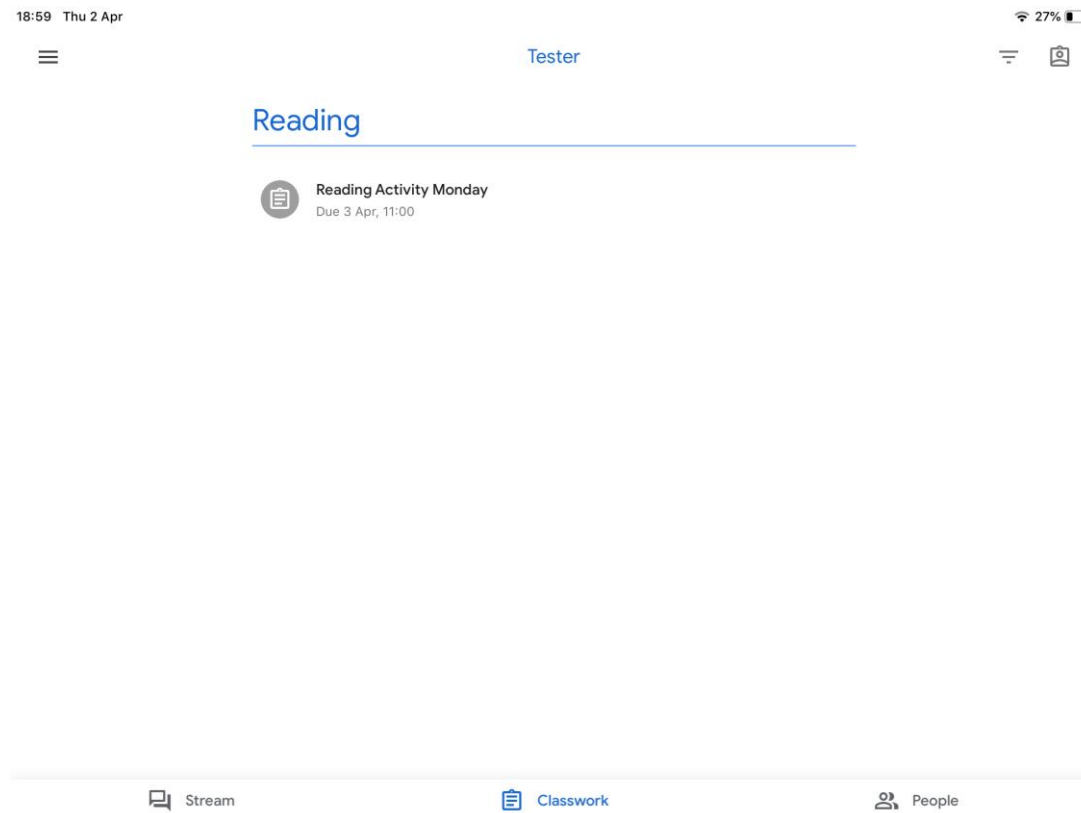 18:59 Thu 2 Apr
27%
Tester
Reading
Reading Activity Monday
Due 3 Apr, 11:00
Stream
Classwork
People